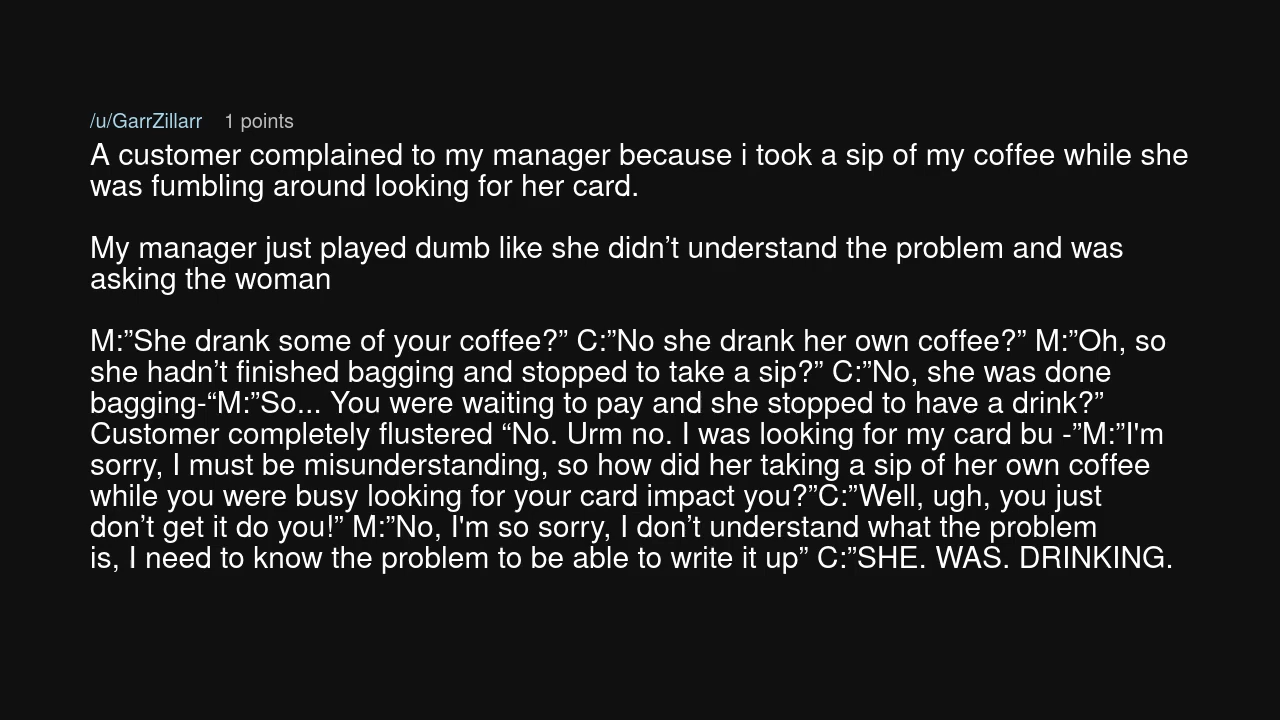 /u/GarrZillarr 1 points
A customer complained to my manager because i took a sip of my coffee while she
was fumbling around looking for her card.
My manager just played dumb like she didn’t understand the problem and was
asking the woman
M:”She drank some of your coffee?” C:”No she drank her own coffee?” M:”Oh, so
she hadn’t finished bagging and stopped to take a sip?” C:”No, she was done
bagging-“M:”So... You were waiting to pay and she stopped to have a drink?”
Customer completely flustered “No. Urm no. I was looking for my card bu -”M:”I'm
sorry, I must be misunderstanding, so how did her taking a sip of her own coffee
while you were busy looking for your card impact you?”C:”Well, ugh, you just
don’t get it do you!” M:”No, I'm so sorry, I don’t understand what the problem
is, I need to know the problem to be able to write it up” C:”SHE. WAS. DRINKING.